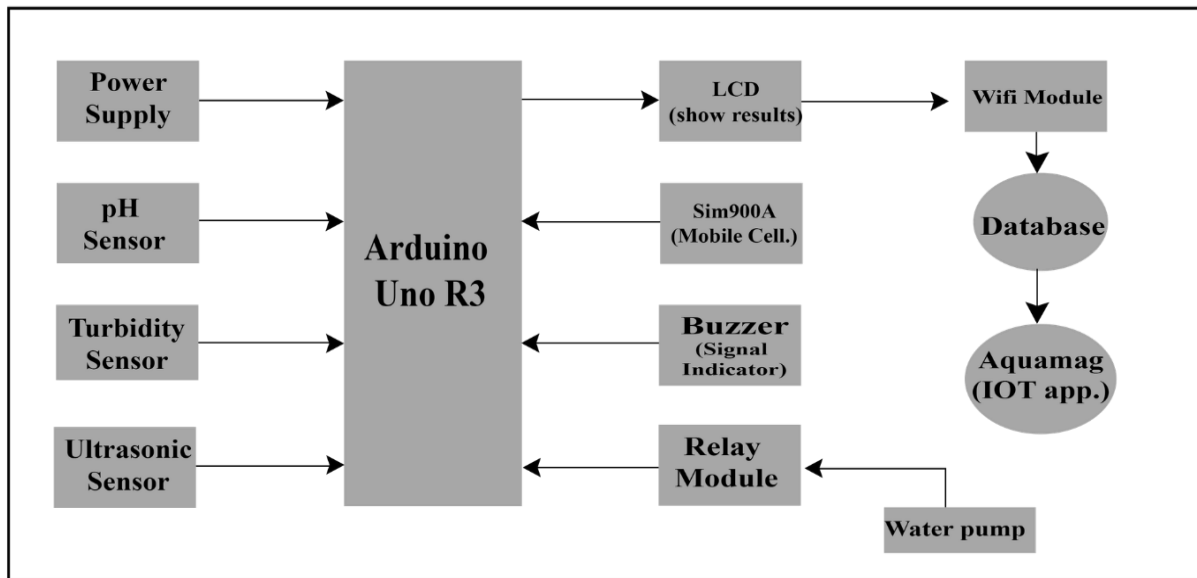 Power
Supply
pH
Sensor
Turbidity
Sensor
Ultrasonic
Sensor
Arduino
Uno R3
LCD
(show results)
Sim900A
(Mobile Cell.)
Buzzer
(Signal
Indicator)
Relay
Module
Wifi Module
Database
Aquamag
(IOT app.)
Water pump